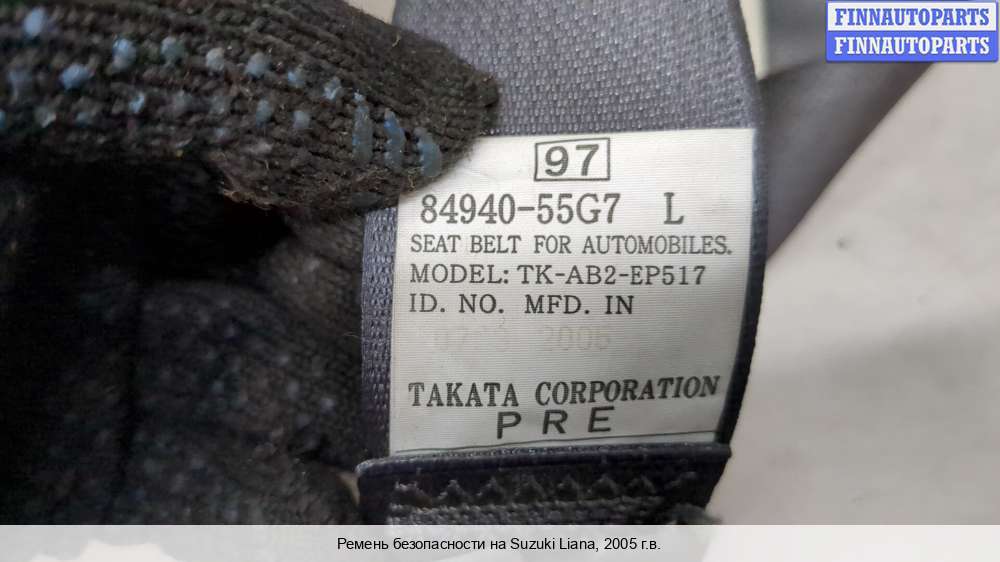 FINNAUTOPARTS
FINNAUTOPARTS
97
84940-55G7 L
SEAT BELT FOR AUTOMOBILES.
MODEL: TK-AB2-EP517
ID. NO. MFD. IN
2005
TAKATA CORPORATION
PRE
Ремень безопасности на Suzuki Liana, 2005 г.в.